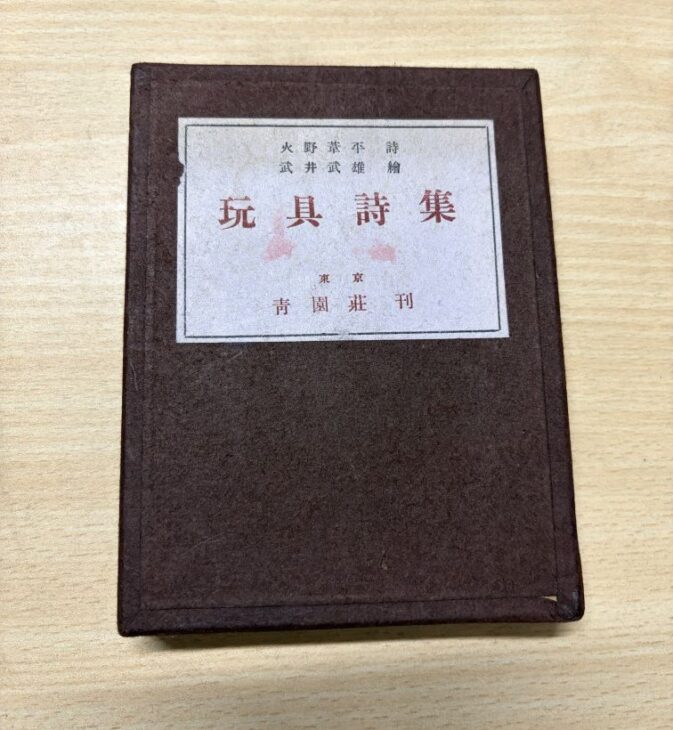 火野葦平 詩
武井武雄 繪
玩具詩集
東京
靑園莊 刊